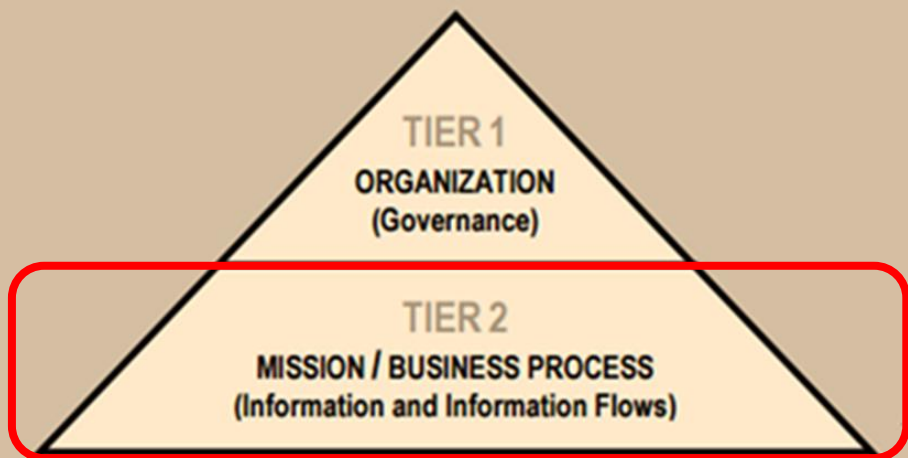 TIER 1
ORGANIZATION
(Governance)
TIER 2
MISSION / BUSINESS PROCESS
(Information and Information Flows)